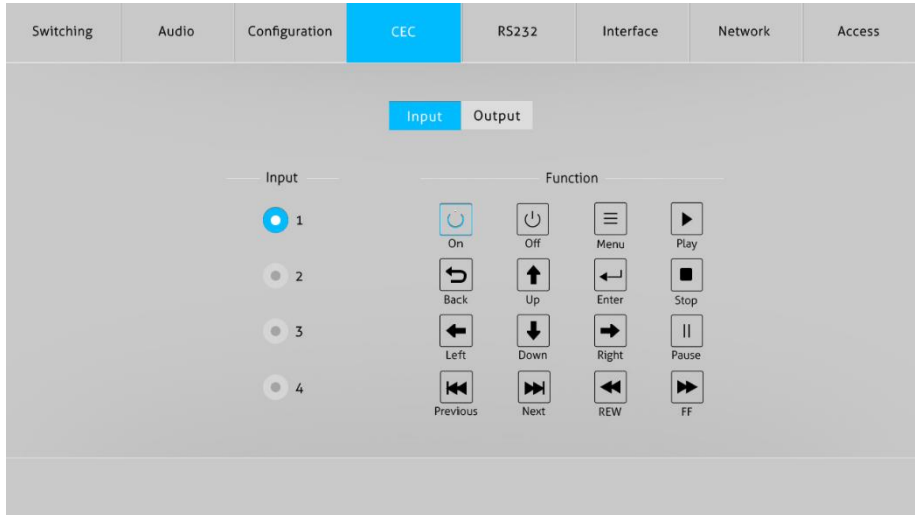 Switching Audio Configuration CEC RS232 Interface Network Access
Input Output
Input Function
1
On Off Menu Play
2
Back Up Enter Stop
3
Left Down Right Pause
4
Previous Next REW FF